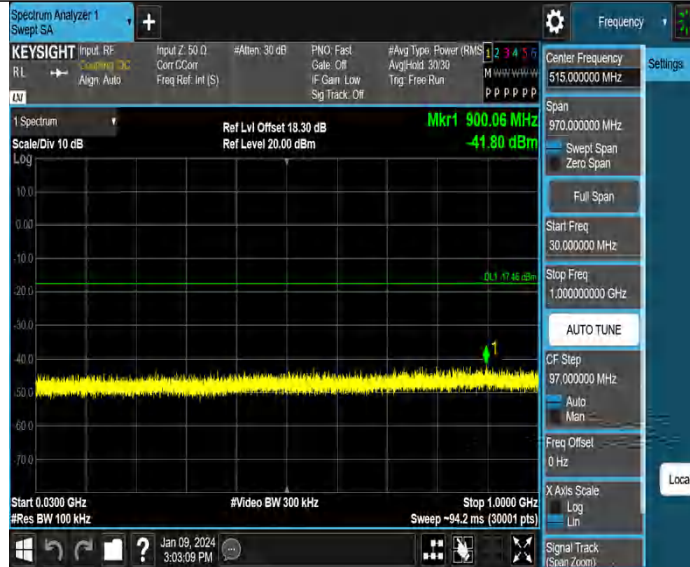 Spectrum Analyzer 1
Swept SA
+
Frequency
KEYSIGHT
RL
Input: RF
Coupling: DC
Align: Auto
Input Z: 50 Ω
Corr CCorr
Freq Ref: Int (S)
#Atten: 30 dB
PNO: Fast
Gate: Off
IF Gain: Low
Sig Track: Off
#Avg Type: Power (RMS
Avg|Hold: 30/30
Trig: Free Run
1 2 3 4 5 6
M W W W W W
P P P P P P
LXI
1 Spectrum
Scale/Div 10 dB
Log
Ref Lvl Offset 18.30 dB
Ref Level 20.00 dBm
Mkr1 900.06 MHz
-41.80 dBm
10.0
0.00
-10.0
-20.0
-30.0
-40.0
-50.0
-60.0
-70.0
DL1 -17.46 dBm
1
Start 0.0300 GHz
#Res BW 100 kHz
#Video BW 300 kHz
Stop 1.0000 GHz
Sweep ~94.2 ms (30001 pts)
?
Jan 09, 2024
3:03:09 PM
Center Frequency
515.000000 MHz
Settings
Span
970.000000 MHz
Swept Span
Zero Span
Full Span
Start Freq
30.000000 MHz
Stop Freq
1.000000000 GHz
AUTO TUNE
CF Step
97.000000 MHz
Auto
Man
Freq Offset
0 Hz
X Axis Scale
Log
Lin
Loca
Signal Track
(Span Zoom)